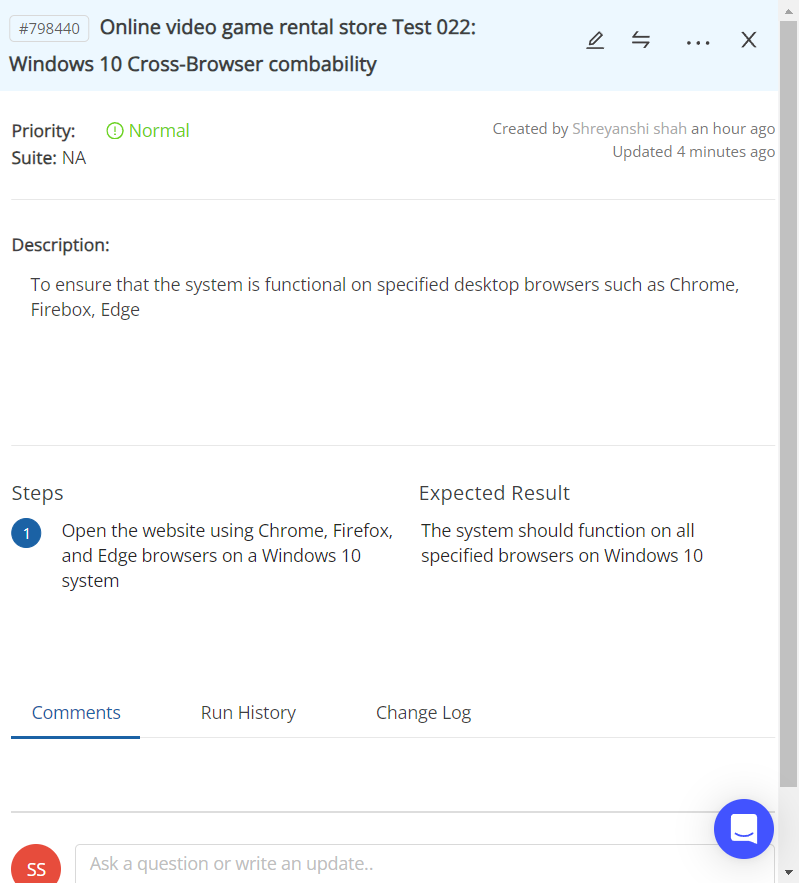 #798440 Online video game rental store Test 022:
Windows 10 Cross-Browser combability
Priority: Normal
Created by Shreyanshi shah an hour ago
Suite: NA
Updated 4 minutes ago
Description:
To ensure that the system is functional on specified desktop browsers such as Chrome,
Firebox, Edge
Steps
Expected Result
1
Open the website using Chrome, Firefox,
and Edge browsers on a Windows 10
system
The system should function on all
specified browsers on Windows 10
Comments
Run History
Change Log
SS
Ask a question or write an update..